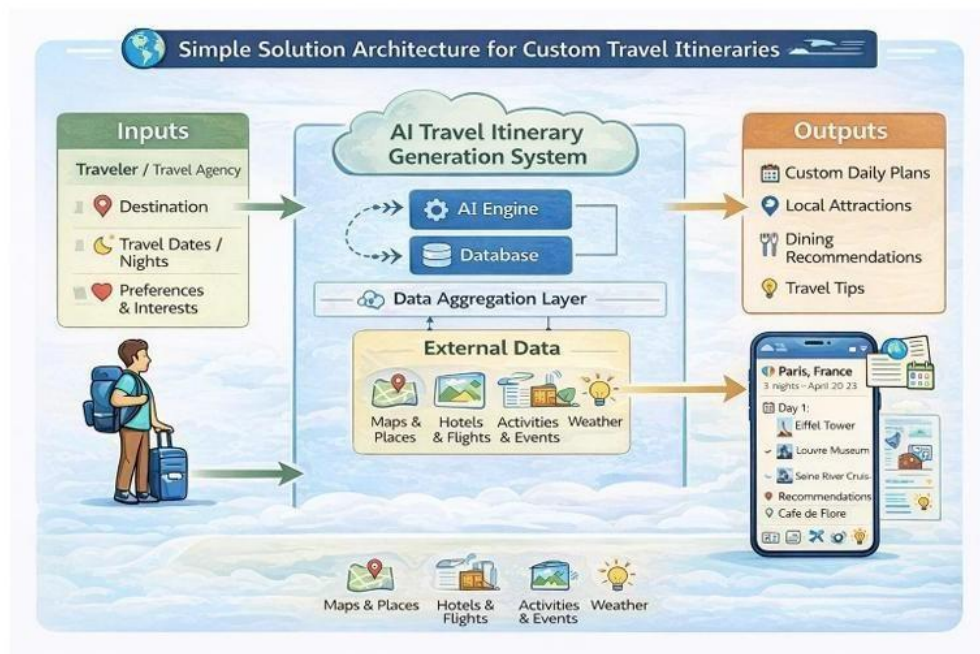 Simple Solution Architecture for Custom Travel Itineraries
Inputs
Traveler / Travel Agency
Destination
Travel Dates /
Nights
Preferences
& Interests
AI Travel Itinerary
Generation System
AI Engine
Database
Data Aggregation Layer
External Data
Maps &
Places
Hotels
& Flights
Activities
& Events
Weather
Outputs
Custom Daily Plans
Local Attractions
Dining
Recommendations
Travel Tips
Paris, France
3 nights - April 20 23
Day 1:
Eiffel Tower
Louvre Museum
Seine River Cruis
Recommendations
Cafe de Flore
Maps & Places
Hotels &
Flights
Activities
& Events
Weather